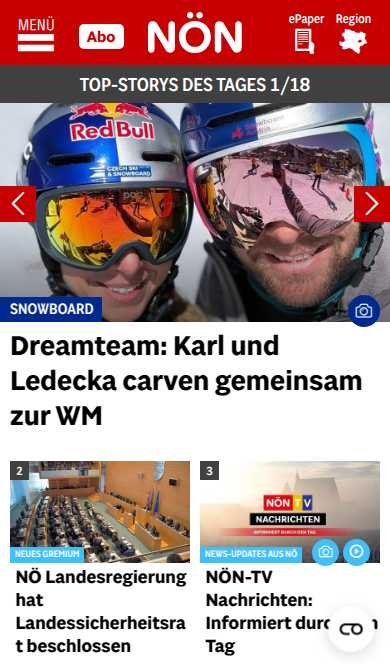 MENÜ
Abo
NÖN
ePaper
Region
TOP-STORYS DES TAGES 1/18
Red Bull
CZECH SKI
& SNOWBOARD
Snowboard
SNOWBOARD
Dreamteam: Karl und
Ledecka carven gemeinsam
zur WM
2
NEUES GREMIUM
NÖ Landesregierung
hat
Landessicherheitsra
t beschlossen
3
NÖN TV
NACHRICHTEN
INFORMIERT DURCH DEN TAG
NEWS-UPDATES AUS NÖ
NÖN-TV
Nachrichten:
Informiert durc
Tag